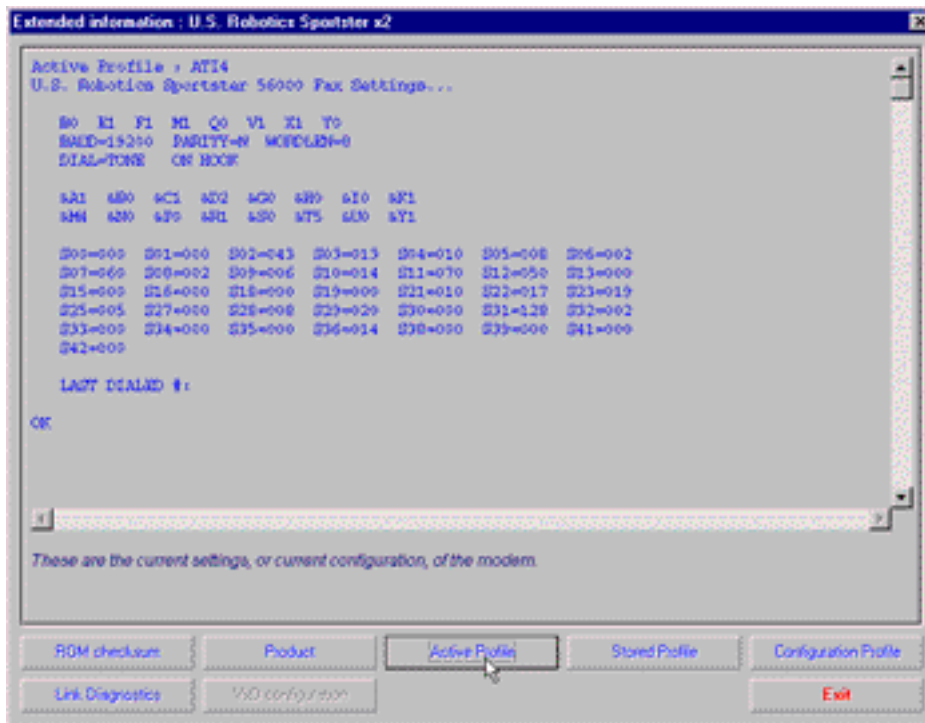 Extended information : U.S. Robotics Sportster x2
Active Profile > ATI4
U.S. Robotics Sportster 56000 Fax Settings...
B0 E1 F1 M1 Q0 V1 X1 Y0
BAUD=19200 PARITY=N WORDLEN=8
DIAL=TONE ON HOOK
&A1 &B0 &C1 &D2 &G0 &H0 &I0 &K1
&M4 &N0 &P0 &R1 &S0 &T5 &U0 &Y1
S00=000 S01=000 S02=043 S03=013 S04=010 S05=008 S06=002
S07=060 S08=002 S09=006 S10=014 S11=070 S12=050 S13=000
S15=000 S16=000 S18=000 S19=000 S21=010 S22=017 S23=019
S25=005 S27=000 S28=008 S29=020 S30=000 S31=128 S32=002
S33=000 S34=000 S35=000 S36=014 S38=000 S39=000 S41=000
S42=000
LAST DIALED #:
OK
These are the current settings, or current configuration, of the modem.
ROM checksum Product Active Profile Stored Profile Configuration Profile
Link Diagnostics configuration Exit